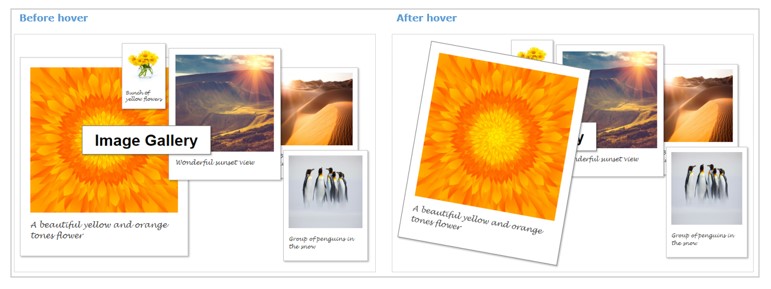 Before hover
Bunch of
yellow flowers
Image Gallery
Wonderful sunset view
A beautiful yellow and orange
tones flower
Group of penguins in
the snow
After hover
y
derful sunset view
A beautiful yellow and orange
tones flower
Group of penguins in
the snow